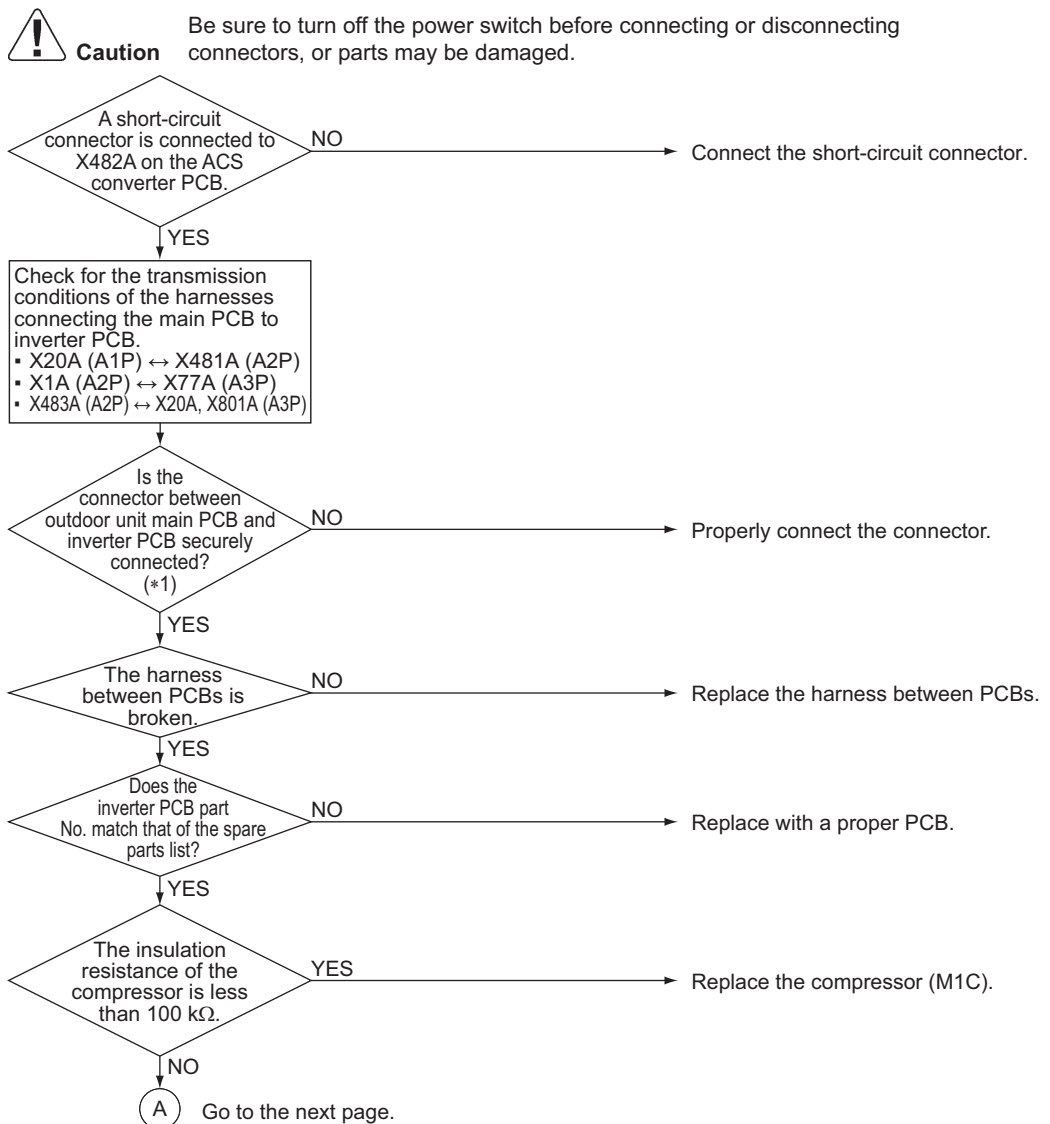 Be sure to turn off the power switch before connecting or disconnecting
Caution connectors, or parts may be damaged.
A short-circuit
connector is connected to
X482A on the ACS
converter PCB.
NO
Connect the short-circuit connector.
YES
Check for the transmission
conditions of the harnesses
connecting the main PCB to
inverter PCB.
▪ X20A (A1P) ↔ X481A (A2P)
▪ X1A (A2P) ↔ X77A (A3P)
▪ X483A (A2P) ↔ X20A, X801A (A3P)
Is the
connector between
outdoor unit main PCB and
inverter PCB securely
connected?
(*1)
NO
Properly connect the connector.
YES
The harness
between PCBs is
broken.
NO
Replace the harness between PCBs.
YES
Does the
inverter PCB part
No. match that of the spare
parts list?
NO
Replace with a proper PCB.
YES
The insulation
resistance of the
compressor is less
than 100 kΩ.
YES
Replace the compressor (M1C).
NO
A Go to the next page.